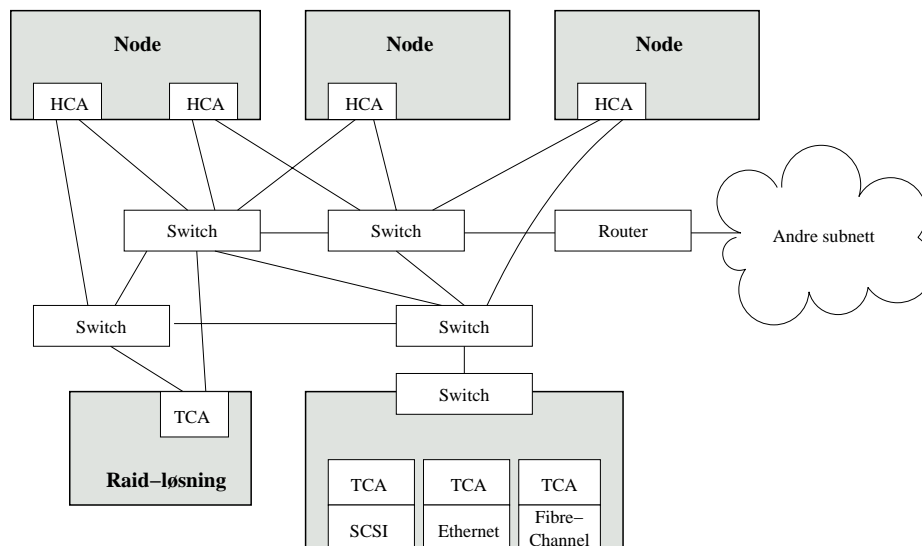 Node
Node
Node
HCA
HCA
HCA
HCA
Switch
Switch
Router
Andre subnett
Switch
Switch
Switch
TCA
Raid−løsning
TCA
TCA
TCA
SCSI
Ethernet
Fibre−
Channel